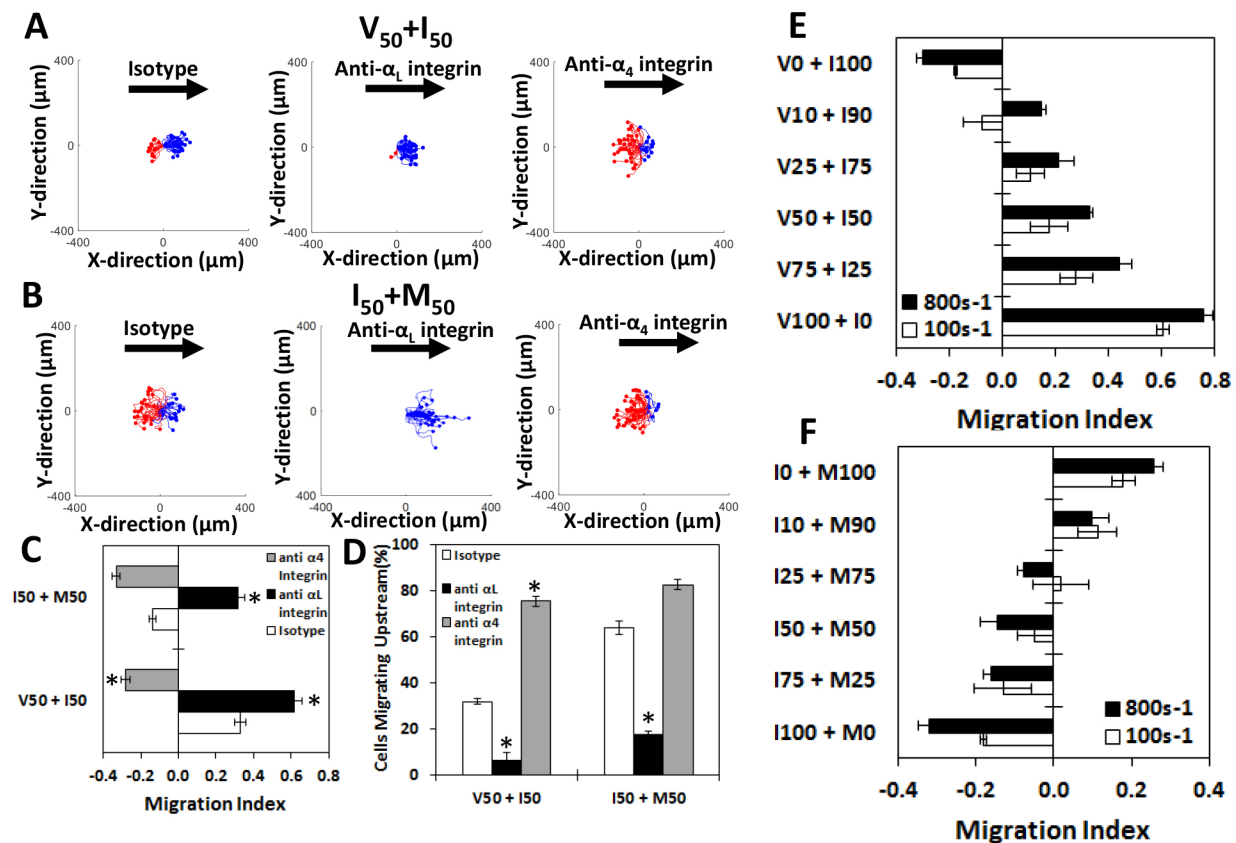 A
V50+I50
Isotype
Anti-αL integrin
Anti-α4 integrin
Y-direction (µm)
400
0
-400
-400
0
400
X-direction (µm)
Y-direction (µm)
400
0
-400
-400
0
400
X-direction (µm)
Y-direction (µm)
400
0
-400
-400
0
400
X-direction (µm)
B
I50+M50
Isotype
Anti-αL integrin
Anti-α4 integrin
Y-direction (µm)
400
0
-400
-400
0
400
X-direction (µm)
Y-direction (µm)
400
0
-400
-400
0
400
X-direction (µm)
Y-direction (µm)
400
0
-400
-400
0
400
X-direction (µm)
C
anti α4
Integrin
anti αL
integrin
Isotype
I50 + M50
*
V50 + I50
*
*
-0.4 -0.2 0.0 0.2 0.4 0.6 0.8
Migration Index
D
Cells Migrating Upstream(%)
100
80
60
40
20
0
Isotype
anti αL
integrin
anti α4
integrin
*
*
*
V50 + I50
I50 + M50
E
V0 + I100
V10 + I90
V25 + I75
V50 + I50
V75 + I25
V100 + I0
800s-1
100s-1
-0.4 -0.2 0.0 0.2 0.4 0.6 0.8
Migration Index
F
I0 + M100
I10 + M90
I25 + M75
I50 + M50
I75 + M25
I100 + M0
800s-1
100s-1
-0.4 -0.2 0.0 0.2 0.4
Migration Index